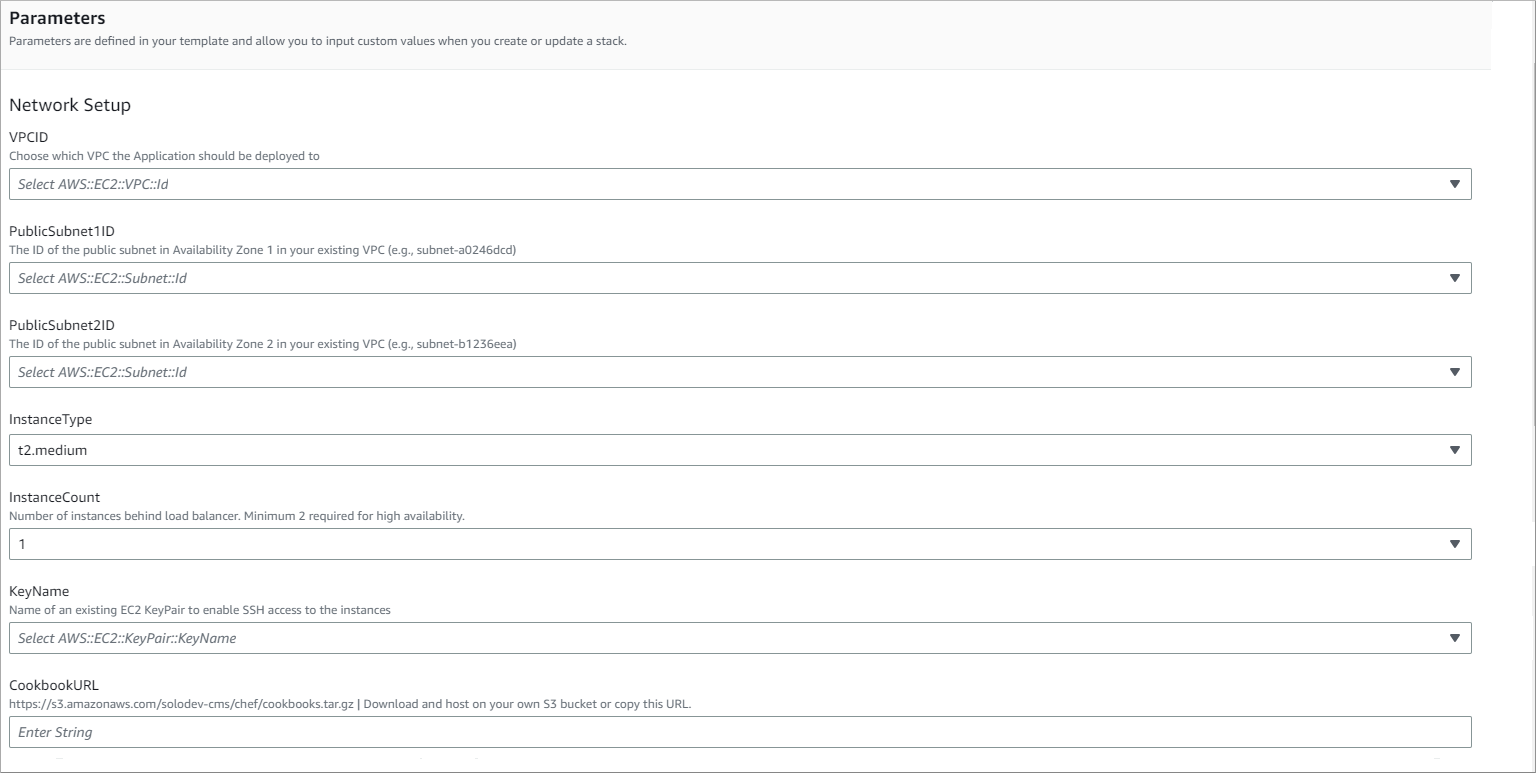 Parameters
Parameters are defined in your template and allow you to input custom values when you create or update a stack.
Network Setup
VPCID
Choose which VPC the Application should be deployed to
Select AWS::EC2::VPC::Id
PublicSubnet1ID
The ID of the public subnet in Availability Zone 1 in your existing VPC (e.g., subnet-a0246dcd)
Select AWS::EC2::Subnet::Id
PublicSubnet2ID
The ID of the public subnet in Availability Zone 2 in your existing VPC (e.g., subnet-b1236eea)
Select AWS::EC2::Subnet::Id
InstanceType
t2.medium
InstanceCount
Number of instances behind load balancer. Minimum 2 required for high availability.
1
KeyName
Name of an existing EC2 KeyPair to enable SSH access to the instances
Select AWS::EC2::KeyPair::KeyName
CookbookURL
https://s3.amazonaws.com/solodev-cms/chef/cookbooks.tar.gz | Download and host on your own S3 bucket or copy this URL.
Enter String